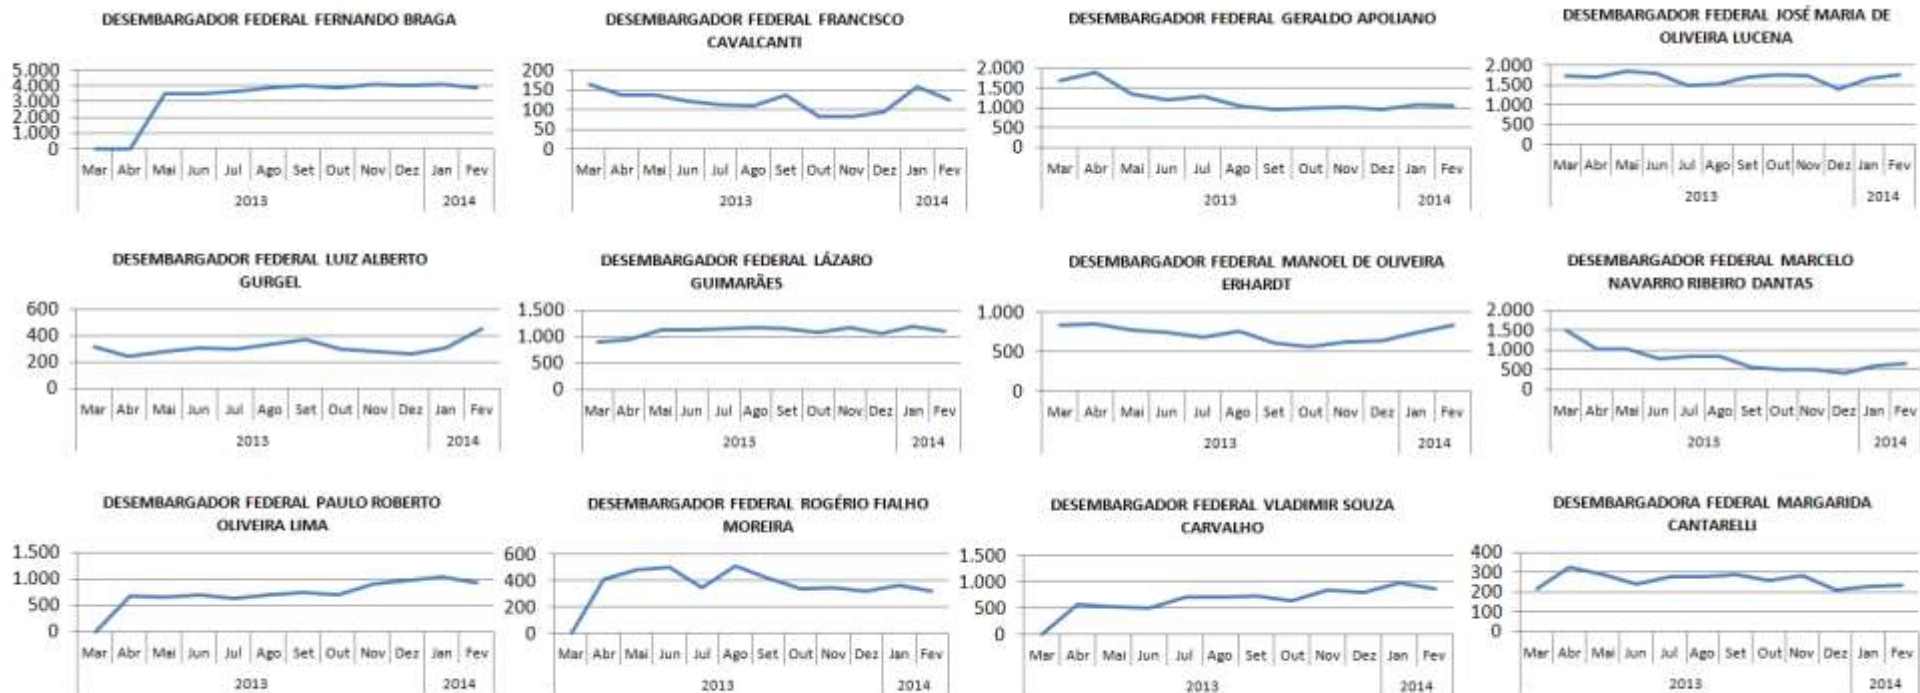 DESEMBARGADOR FEDERAL FERNANDO BRAGA
5.000
4.000
3.000
2.000
1.000
0
Mar Abr Mai Jun Jul Ago Set Out Nov Dez Jan Fev
2013 2014
DESEMBARGADOR FEDERAL FRANCISCO
CAVALCANTI
200
150
100
50
0
Mar Abr Mai Jun Jul Ago Set Out Nov Dez Jan Fev
2013 2014
DESEMBARGADOR FEDERAL GERALDO APOLIANO
2.000
1.500
1.000
500
0
Mar Abr Mai Jun Jul Ago Set Out Nov Dez Jan Fev
2013 2014
DESEMBARGADOR FEDERAL JOSÉ MARIA DE
OLIVEIRA LUCENA
2.000
1.500
1.000
500
0
Mar Abr Mai Jun Jul Ago Set Out Nov Dez Jan Fev
2013 2014
DESEMBARGADOR FEDERAL LUIZ ALBERTO
GURGEL
600
400
200
0
Mar Abr Mai Jun Jul Ago Set Out Nov Dez Jan Fev
2013 2014
DESEMBARGADOR FEDERAL LÁZARO
GUIMARÃES
1.500
1.000
500
0
Mar Abr Mai Jun Jul Ago Set Out Nov Dez Jan Fev
2013 2014
DESEMBARGADOR FEDERAL MANOEL DE OLIVEIRA
ERHARDT
1.000
500
0
Mar Abr Mai Jun Jul Ago Set Out Nov Dez Jan Fev
2013 2014
DESEMBARGADOR FEDERAL MARCELO
NAVARRO RIBEIRO DANTAS
2.000
1.500
1.000
500
0
Mar Abr Mai Jun Jul Ago Set Out Nov Dez Jan Fev
2013 2014
DESEMBARGADOR FEDERAL PAULO ROBERTO
OLIVEIRA LIMA
1.500
1.000
500
0
Mar Abr Mai Jun Jul Ago Set Out Nov Dez Jan Fev
2013 2014
DESEMBARGADOR FEDERAL ROGÉRIO FIALHO
MOREIRA
600
400
200
0
Mar Abr Mai Jun Jul Ago Set Out Nov Dez Jan Fev
2013 2014
DESEMBARGADOR FEDERAL VLADIMIR SOUZA
CARVALHO
1.500
1.000
500
0
Mar Abr Mai Jun Jul Ago Set Out Nov Dez Jan Fev
2013 2014
DESEMBARGADORA FEDERAL MARGARIDA
CANTARELLI
400
300
200
100
0
Mar Abr Mai Jun Jul Ago Set Out Nov Dez Jan Fev
2013 2014